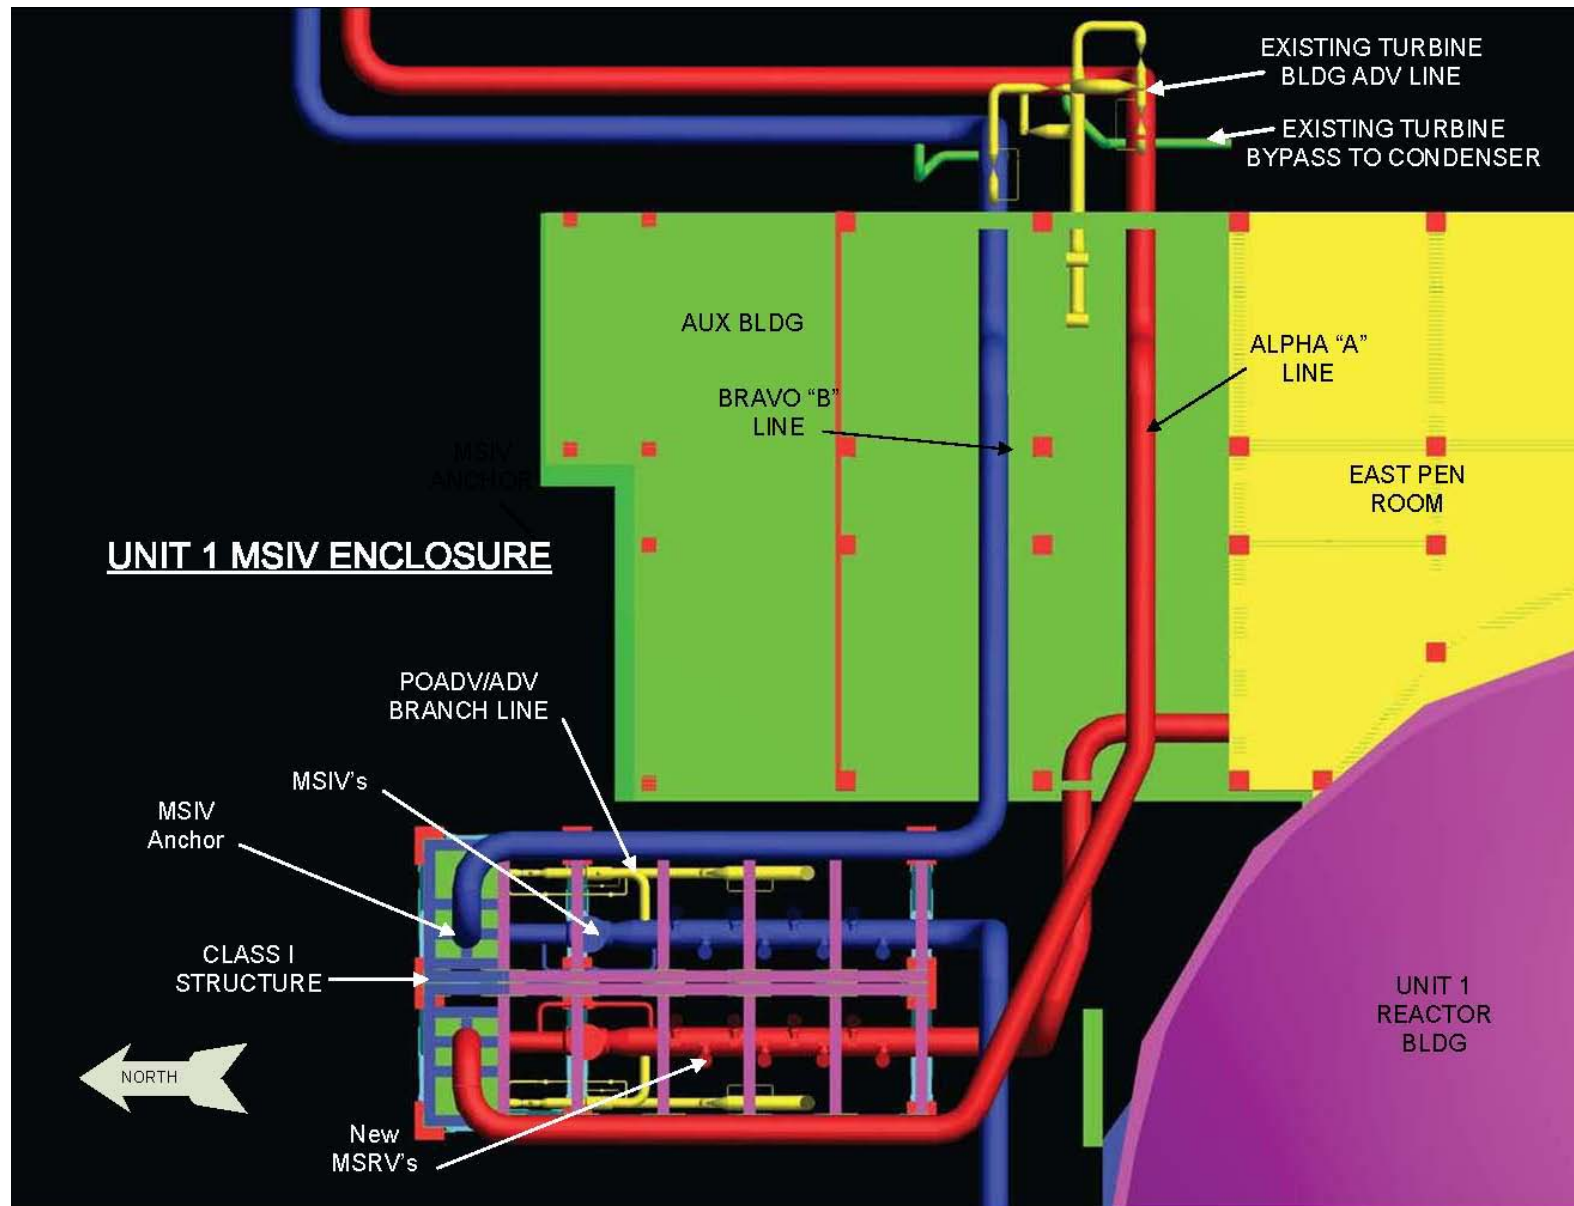 EXISTING TURBINE
BLDG ADV LINE
EXISTING TURBINE
BYPASS TO CONDENSER
AUX BLDG
ALPHA “A”
LINE
BRAVO “B”
LINE
MSIV
ANCHOR
EAST PEN
ROOM
UNIT 1 MSIV ENCLOSURE
POADV/ADV
BRANCH LINE
MSIV’s
MSIV
Anchor
CLASS I
STRUCTURE
UNIT 1
REACTOR
BLDG
NORTH
New
MSRV’s